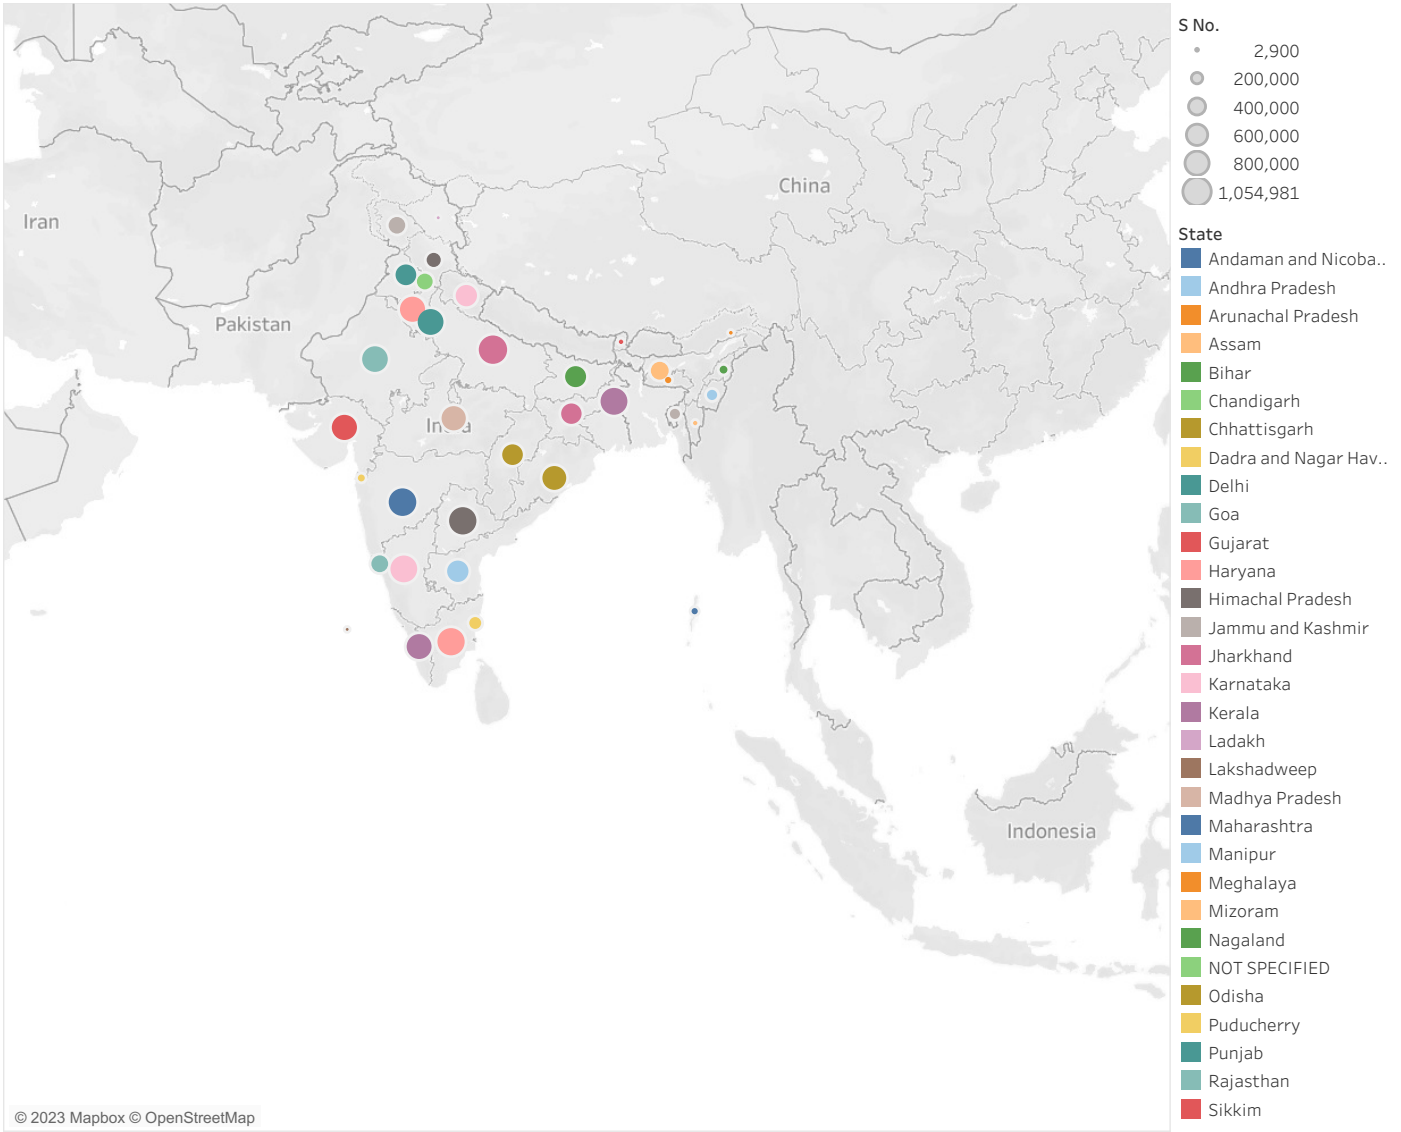 China
Iran
Pakistan
India
Indonesia
© 2023 Mapbox © OpenStreetMap
S No.
2,900
200,000
400,000
600,000
800,000
1,054,981
State
Andaman and Nicoba..
Andhra Pradesh
Arunachal Pradesh
Assam
Bihar
Chandigarh
Chhattisgarh
Dadra and Nagar Hav..
Delhi
Goa
Gujarat
Haryana
Himachal Pradesh
Jammu and Kashmir
Jharkhand
Karnataka
Kerala
Ladakh
Lakshadweep
Madhya Pradesh
Maharashtra
Manipur
Meghalaya
Mizoram
Nagaland
NOT SPECIFIED
Odisha
Puducherry
Punjab
Rajasthan
Sikkim